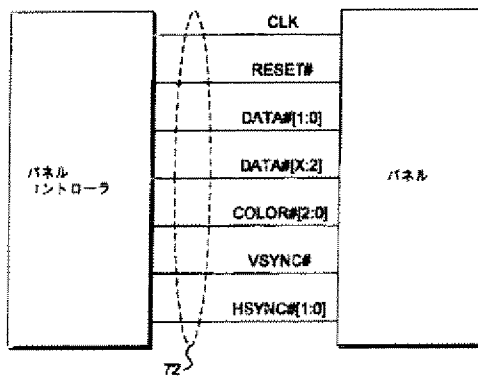 CLK
RESET#
DATA#[1:0]
DATA#[X:2]
パネル
コントローラ
パネル
COLOR#[2:0]
VSYNC#
HSYNC#[1:0]
72